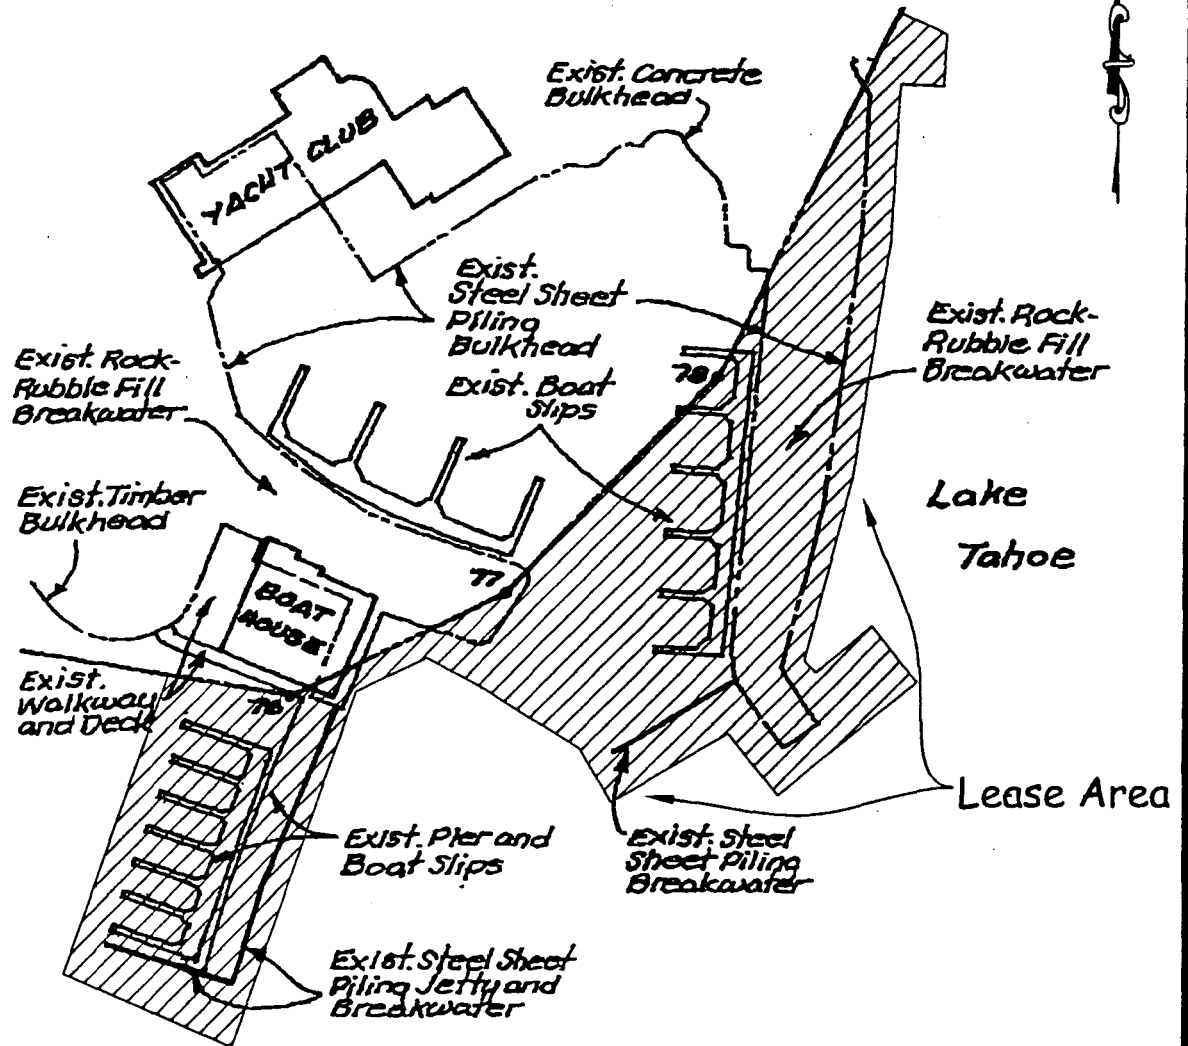 Exist. Concrete
Bulkhead
YACHT CLUB
Exist.
Steel Sheet
Piling
Bulkhead
Exist. Rock-
Rubble Fill
Breakwater
Exist. Rock-
Rubble Fill
Breakwater
78
Exist. Boat
Slips
Exist. Timber
Bulkhead
Lake
Tahoe
77
BOAT
HOUSE
Exist.
Walkway
and Deck
76
Lease Area
Exist. Pier and
Boat Slips
Exist. Steel
Sheet Piling
Breakwater
Exist. Steel Sheet
Piling Jetty and
Breakwater